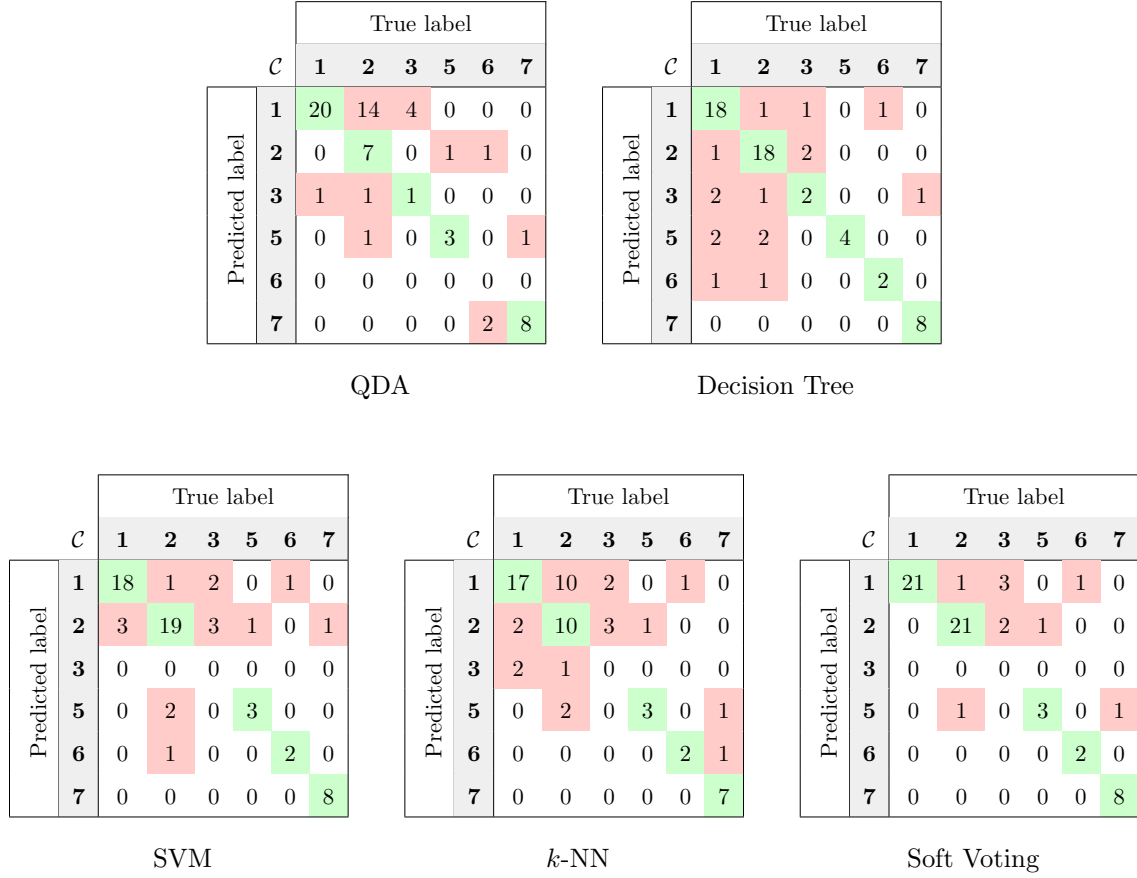 True label
C 1 2 3 5 6 7
Predicted label
1 20 14 4 0 0 0
2 0 7 0 1 1 0
3 1 1 1 0 0 0
5 0 1 0 3 0 1
6 0 0 0 0 0 0
7 0 0 0 0 2 8
QDA
True label
C 1 2 3 5 6 7
Predicted label
1 18 1 1 0 1 0
2 1 18 2 0 0 0
3 2 1 2 0 0 1
5 2 2 0 4 0 0
6 1 1 0 0 2 0
7 0 0 0 0 0 8
Decision Tree
True label
C 1 2 3 5 6 7
Predicted label
1 18 1 2 0 1 0
2 3 19 3 1 0 1
3 0 0 0 0 0 0
5 0 2 0 3 0 0
6 0 1 0 0 2 0
7 0 0 0 0 0 8
SVM
True label
C 1 2 3 5 6 7
Predicted label
1 17 10 2 0 1 0
2 2 10 3 1 0 0
3 2 1 0 0 0 0
5 0 2 0 3 0 1
6 0 0 0 0 2 1
7 0 0 0 0 0 7
k-NN
True label
C 1 2 3 5 6 7
Predicted label
1 21 1 3 0 1 0
2 0 21 2 1 0 0
3 0 0 0 0 0 0
5 0 1 0 3 0 1
6 0 0 0 0 2 0
7 0 0 0 0 0 8
Soft Voting